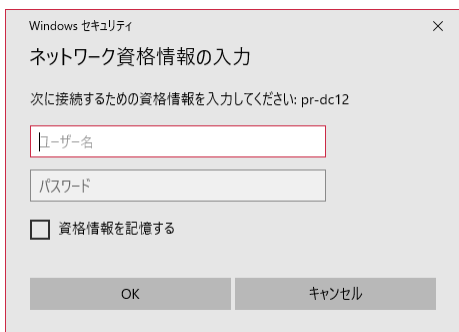 Windows セキュリティ
ネットワーク資格情報の入力
次に接続するための資格情報を入力してください: pr-dc12
ユーザー名
パスワード
資格情報を記憶する
OK
キャンセル